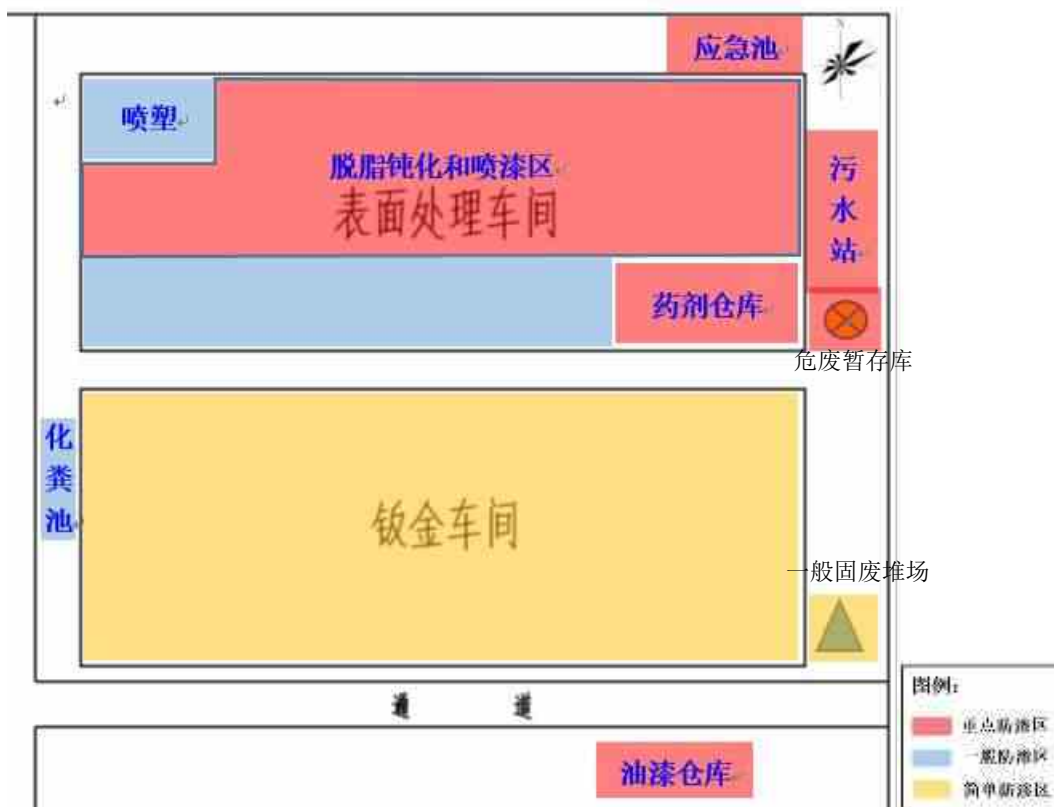 应急池
喷塑
脱脂钝化和喷漆区
表面处理车间
污水站
药剂仓库
危废暂存库
化粪池
钣金车间
一般固废堆场
通道
图例:
重点防渗区
一般防渗区
简单防渗区
油漆仓库